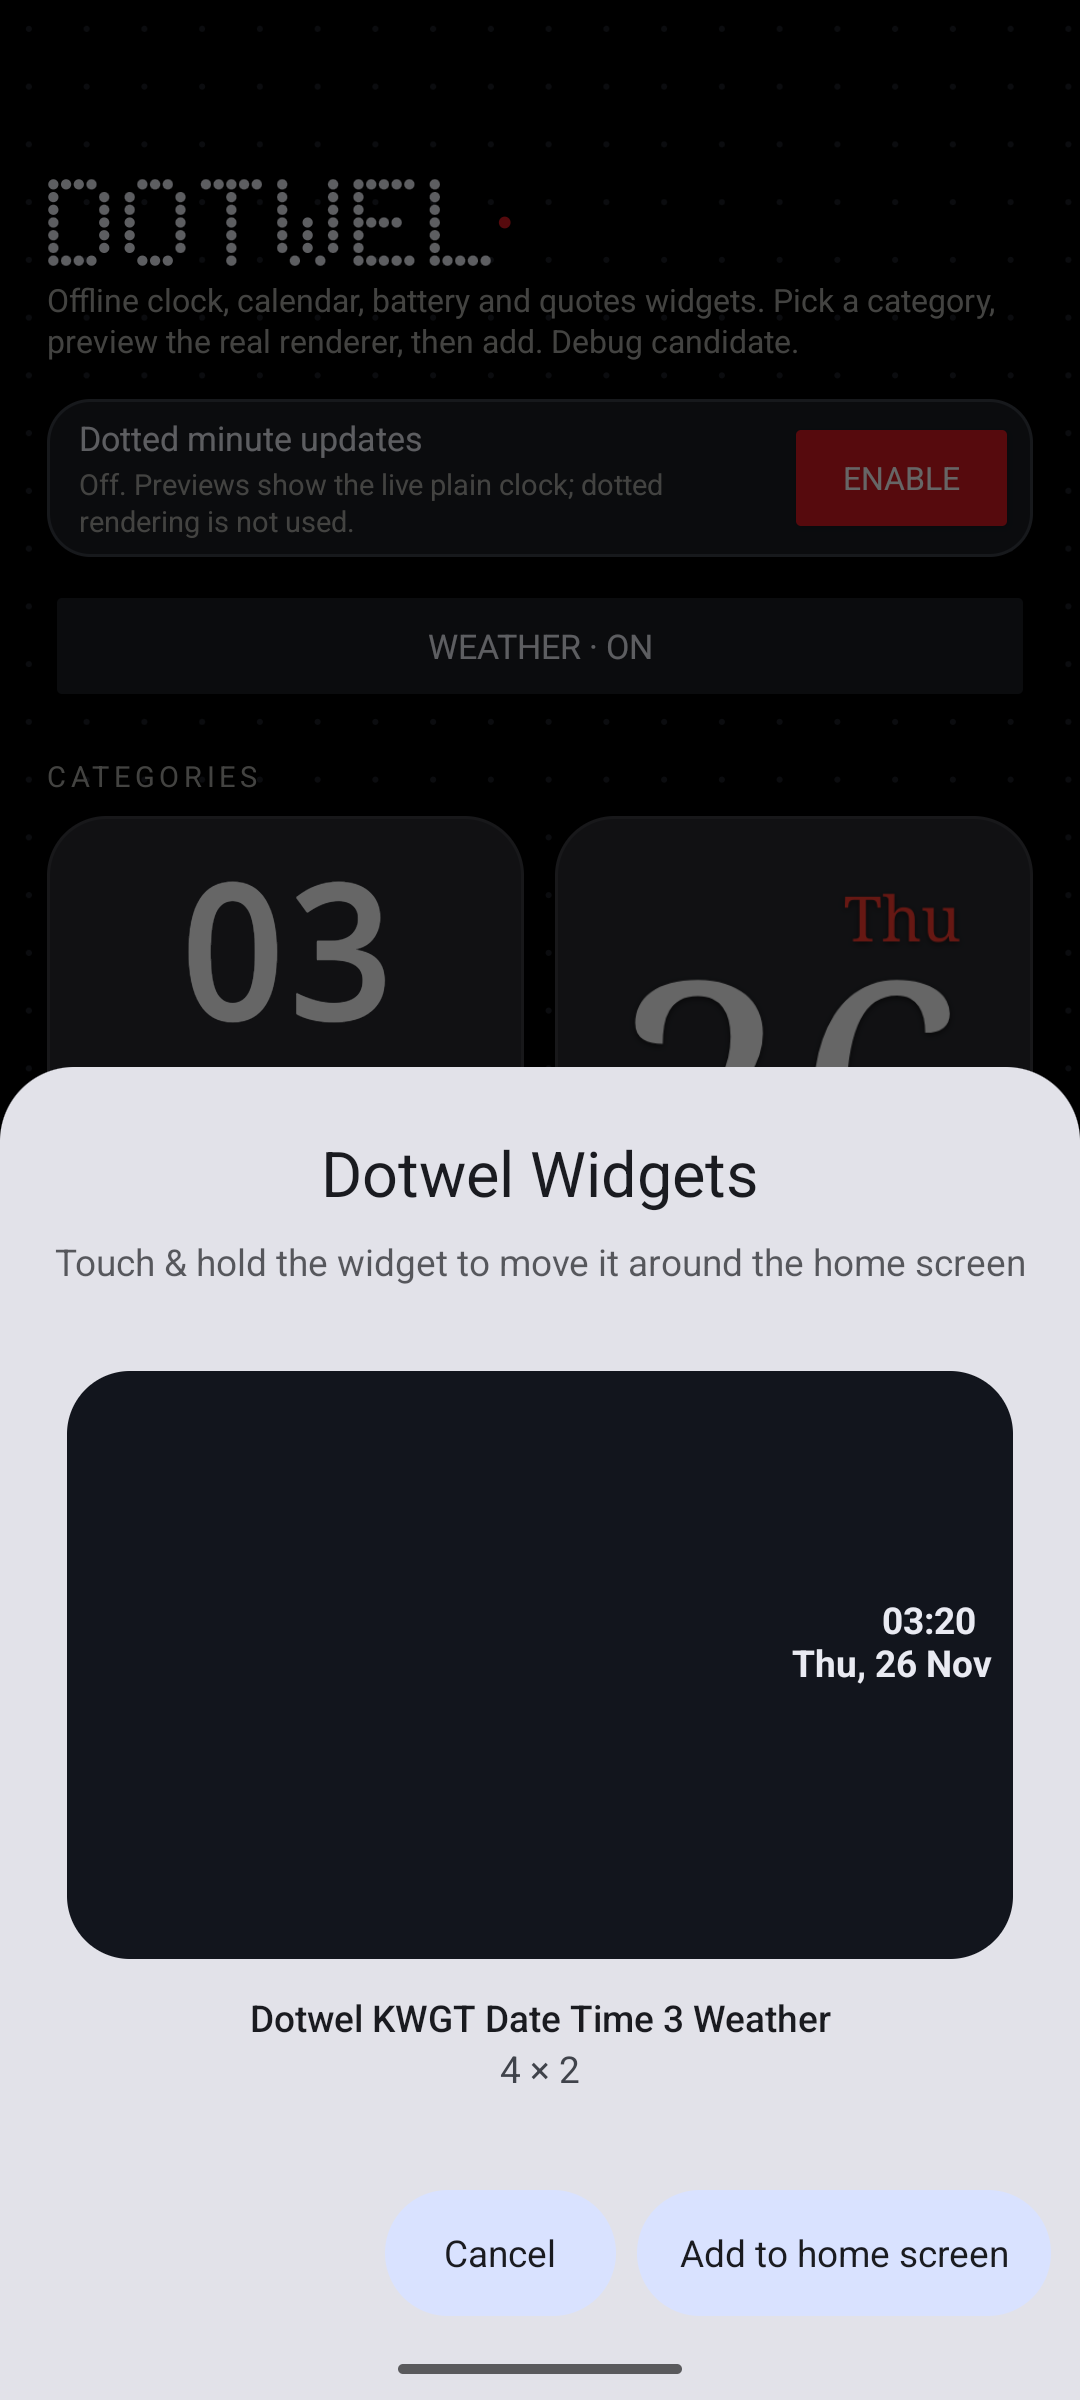 DOTWEL
Offline clock, calendar, battery and quotes widgets. Pick a category,
preview the real renderer, then add. Debug candidate.
Dotted minute updates
Off. Previews show the live plain clock; dotted
rendering is not used.
ENABLE
WEATHER · ON
CATEGORIES
03
Thu
26
Dotwel Widgets
Touch & hold the widget to move it around the home screen
03:20
Thu, 26 Nov
Dotwel KWGT Date Time 3 Weather
4 × 2
Cancel
Add to home screen